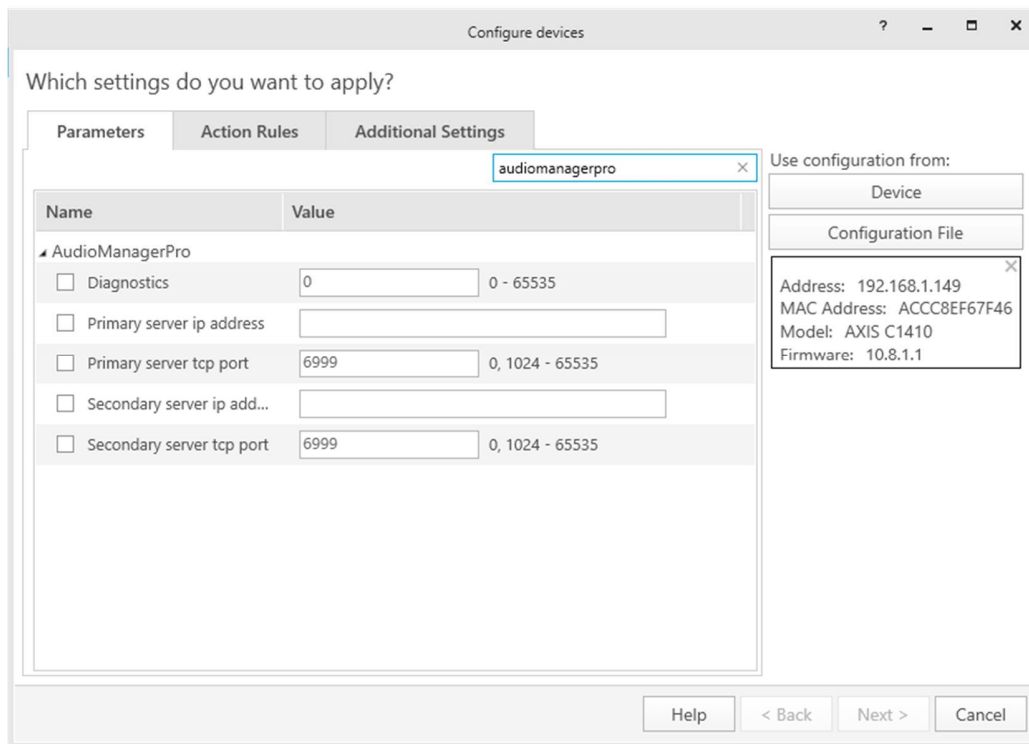 Configure devices
Which settings do you want to apply?
Parameters Action Rules Additional Settings
audiomanagerpro
Name Value
AudioManagerPro
Diagnostics 0 0 - 65535
Primary server ip address
Primary server tcp port 6999 0, 1024 - 65535
Secondary server ip add...
Secondary server tcp port 6999 0, 1024 - 65535
Use configuration from:
Device
Configuration File
Address: 192.168.1.149
MAC Address: ACCC8EF67F46
Model: AXIS C1410
Firmware: 10.8.1.1
Help < Back Next > Cancel